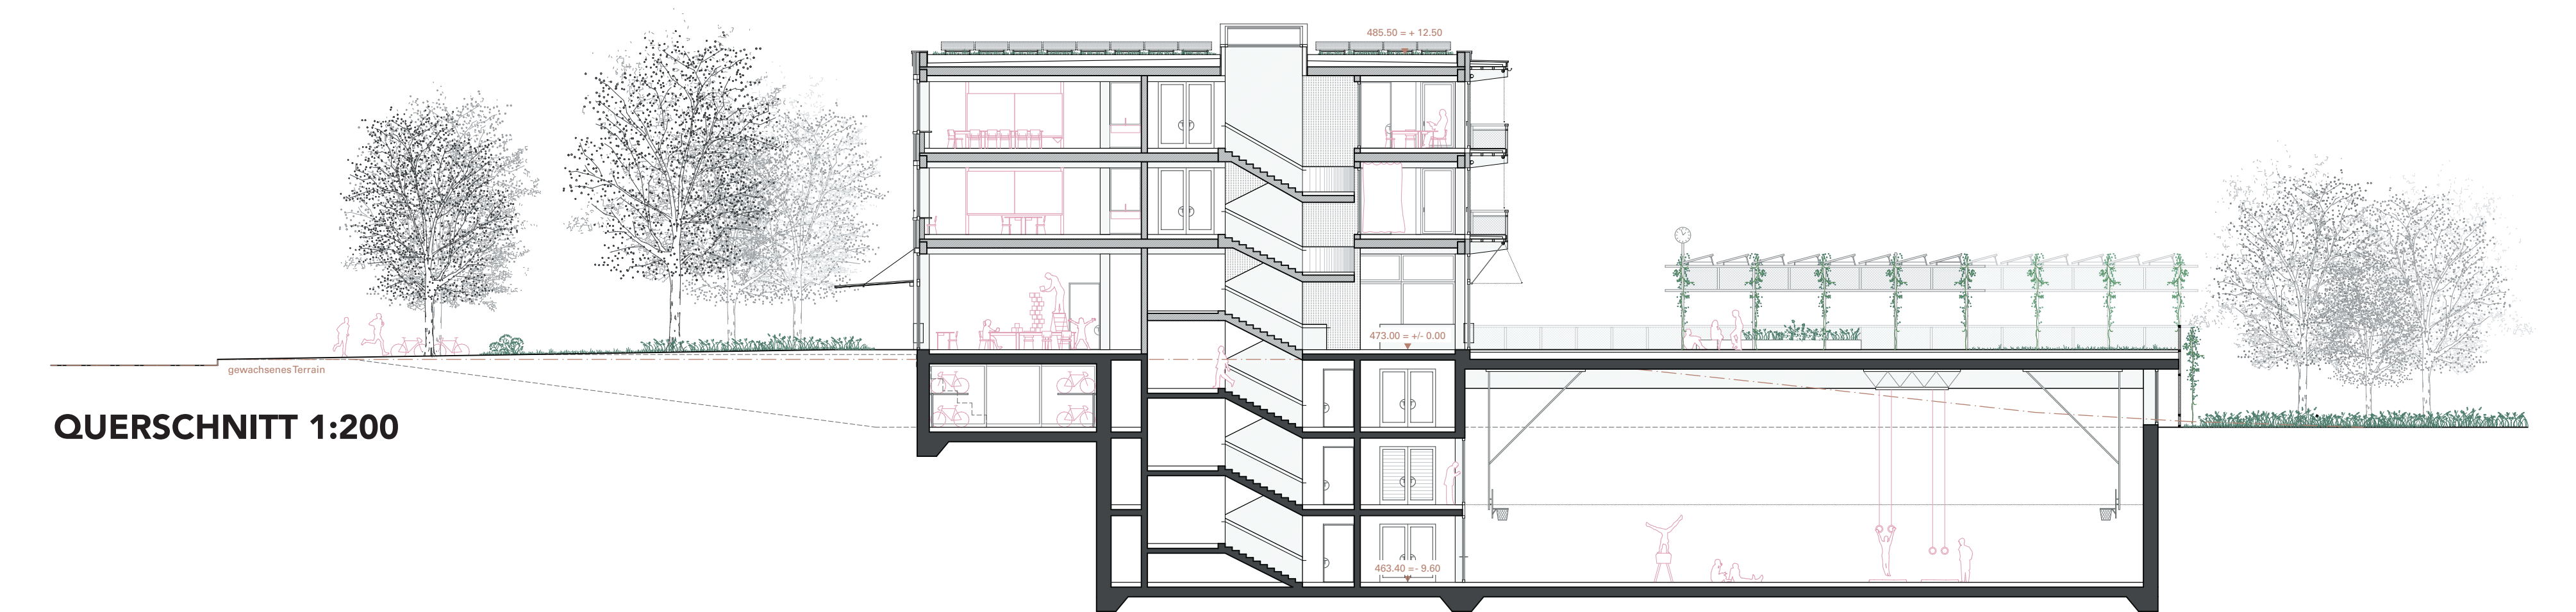 485.50 = + 12.50
473.00 = +/- 0.00
gewachsenes Terrain
QUERSCHNITT 1:200
463.40 = - 9.60